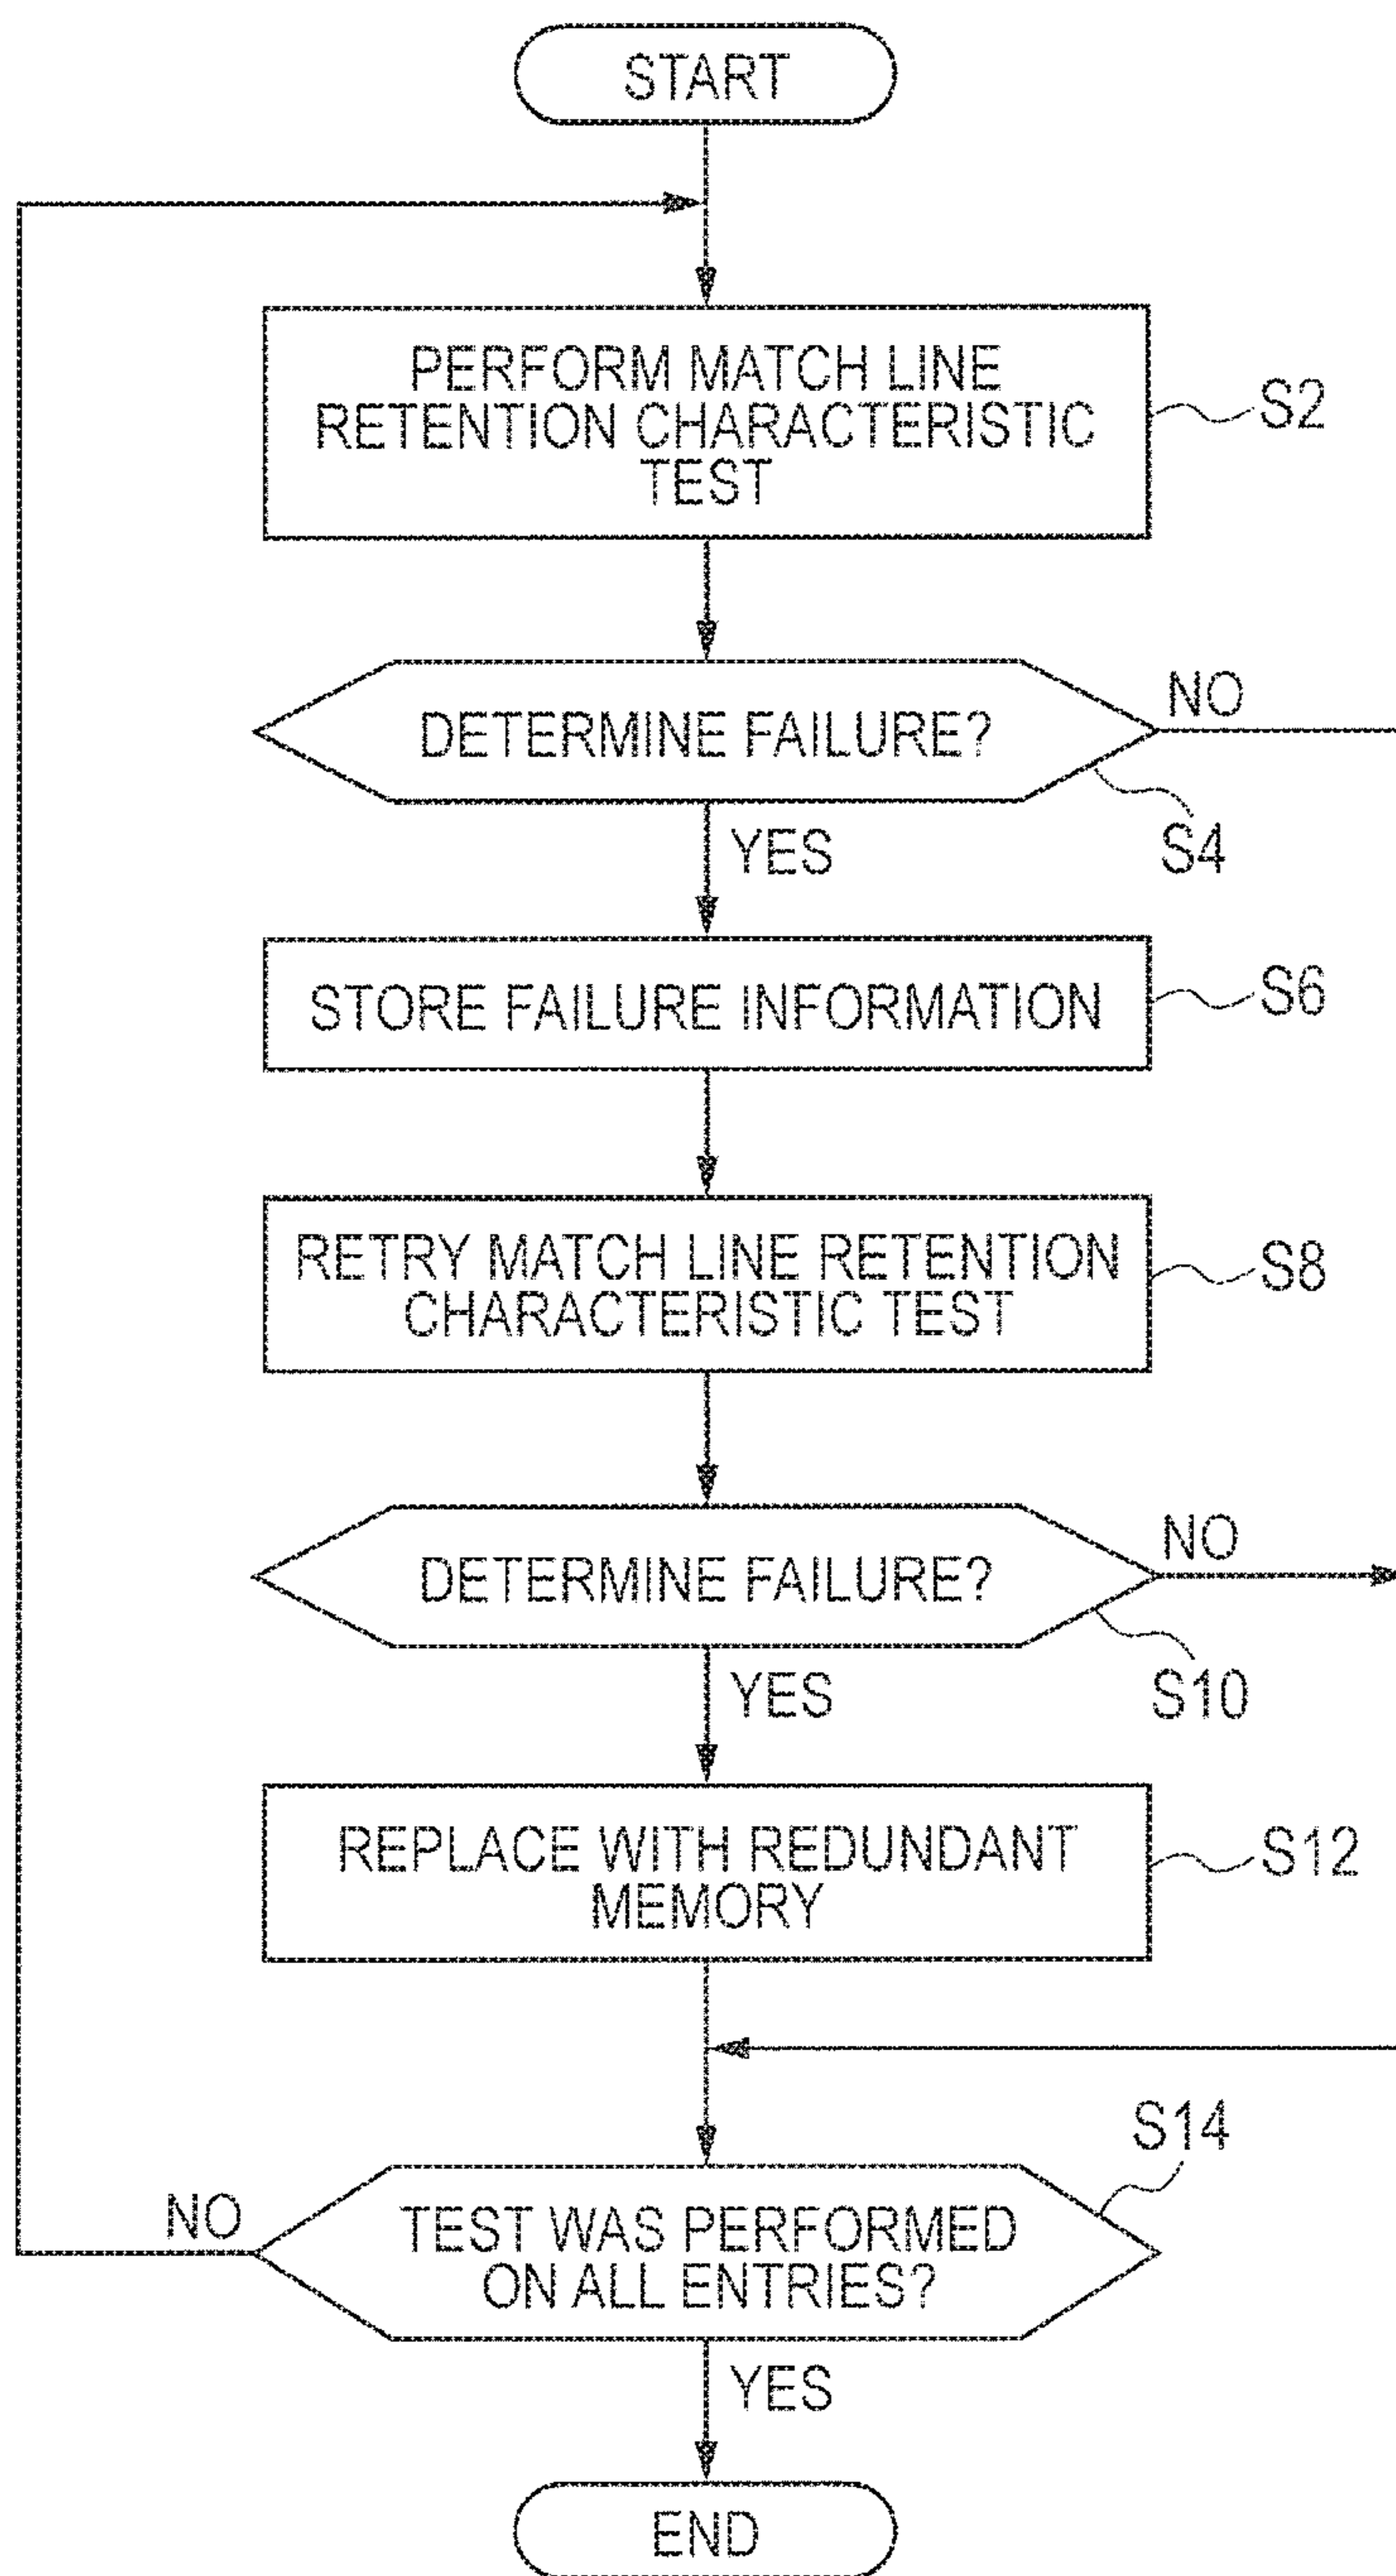 START
PERFORM MATCH LINE
RETENTION CHARACTERISTIC
TEST
S2
DETERMINE FAILURE?
NO
S4
YES
STORE FAILURE INFORMATION
S6
RETRY MATCH LINE RETENTION
CHARACTERISTIC TEST
S8
DETERMINE FAILURE?
NO
S10
YES
REPLACE WITH REDUNDANT
MEMORY
S12
S14
NO
TEST WAS PERFORMED
ON ALL ENTRIES?
YES
END